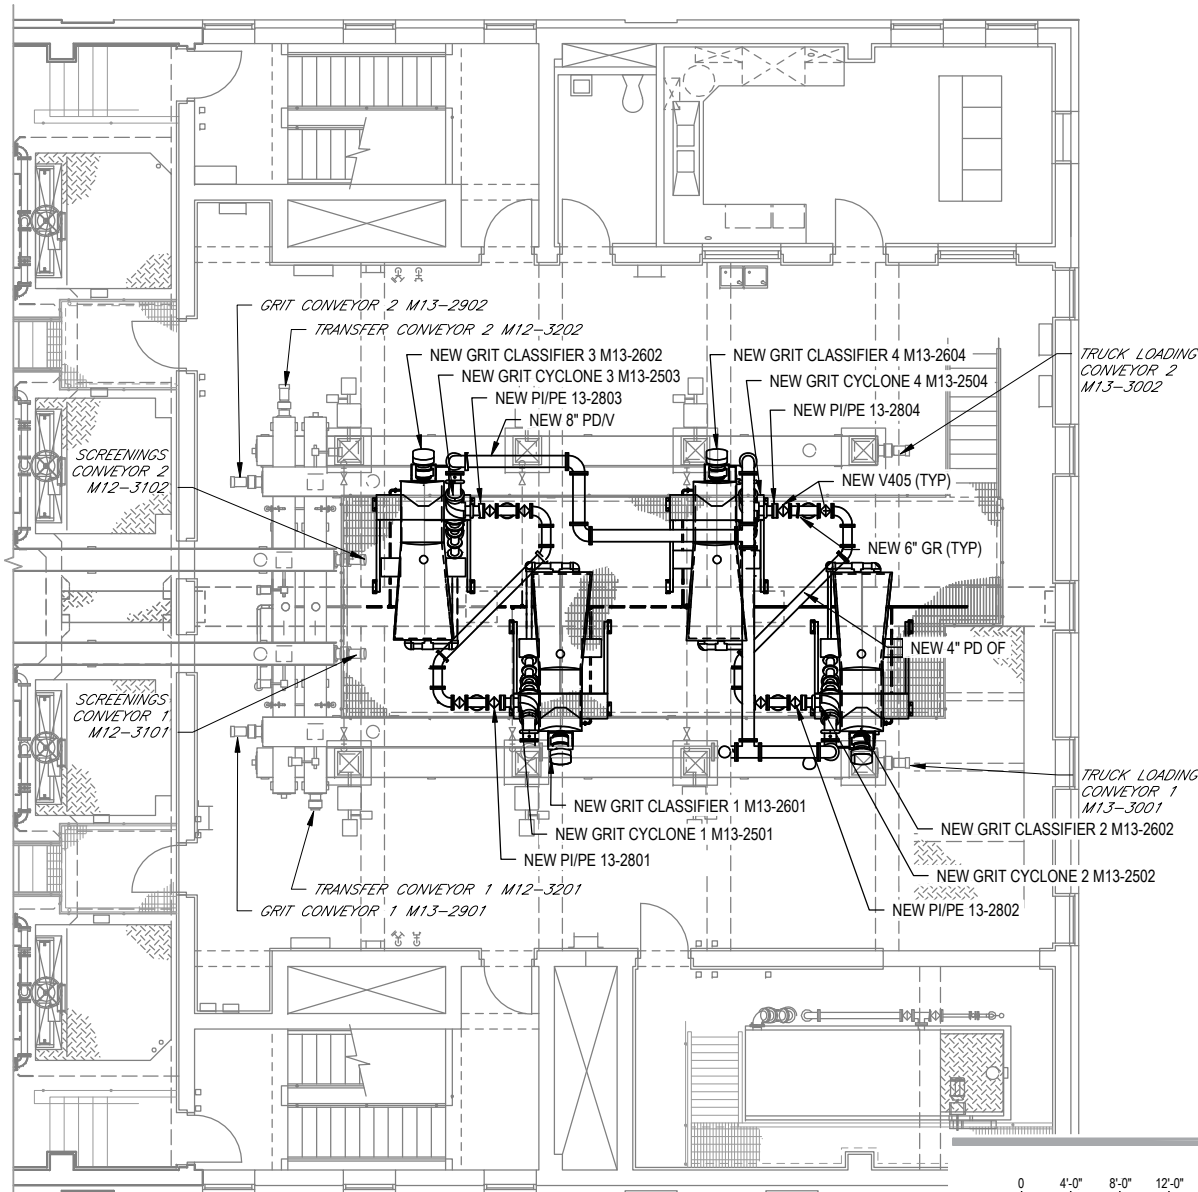 GRIT CONVEYOR 2 M13-2902
TRANSFER CONVEYOR 2 M12-3202
NEW GRIT CLASSIFIER 3 M13-2602
NEW GRIT CYCLONE 3 M13-2503
NEW PI/PE 13-2803
NEW 8" PD/V
NEW GRIT CLASSIFIER 4 M13-2604
NEW GRIT CYCLONE 4 M13-2504
NEW PI/PE 13-2804
TRUCK LOADING
CONVEYOR 2
M13-3002
SCREENINGS
CONVEYOR 2
M12-3102
NEW V405 (TYP)
NEW 6" GR (TYP)
NEW 4" PD OF
SCREENINGS
CONVEYOR 1
M12-3101
TRUCK LOADING
CONVEYOR 1
M13-3001
NEW GRIT CLASSIFIER 1 M13-2601
NEW GRIT CYCLONE 1 M13-2501
NEW PI/PE 13-2801
NEW GRIT CLASSIFIER 2 M13-2602
NEW GRIT CYCLONE 2 M13-2502
NEW PI/PE 13-2802
TRANSFER CONVEYOR 1 M12-3201
GRIT CONVEYOR 1 M13-2901
0 4'-0" 8'-0" 12'-0"